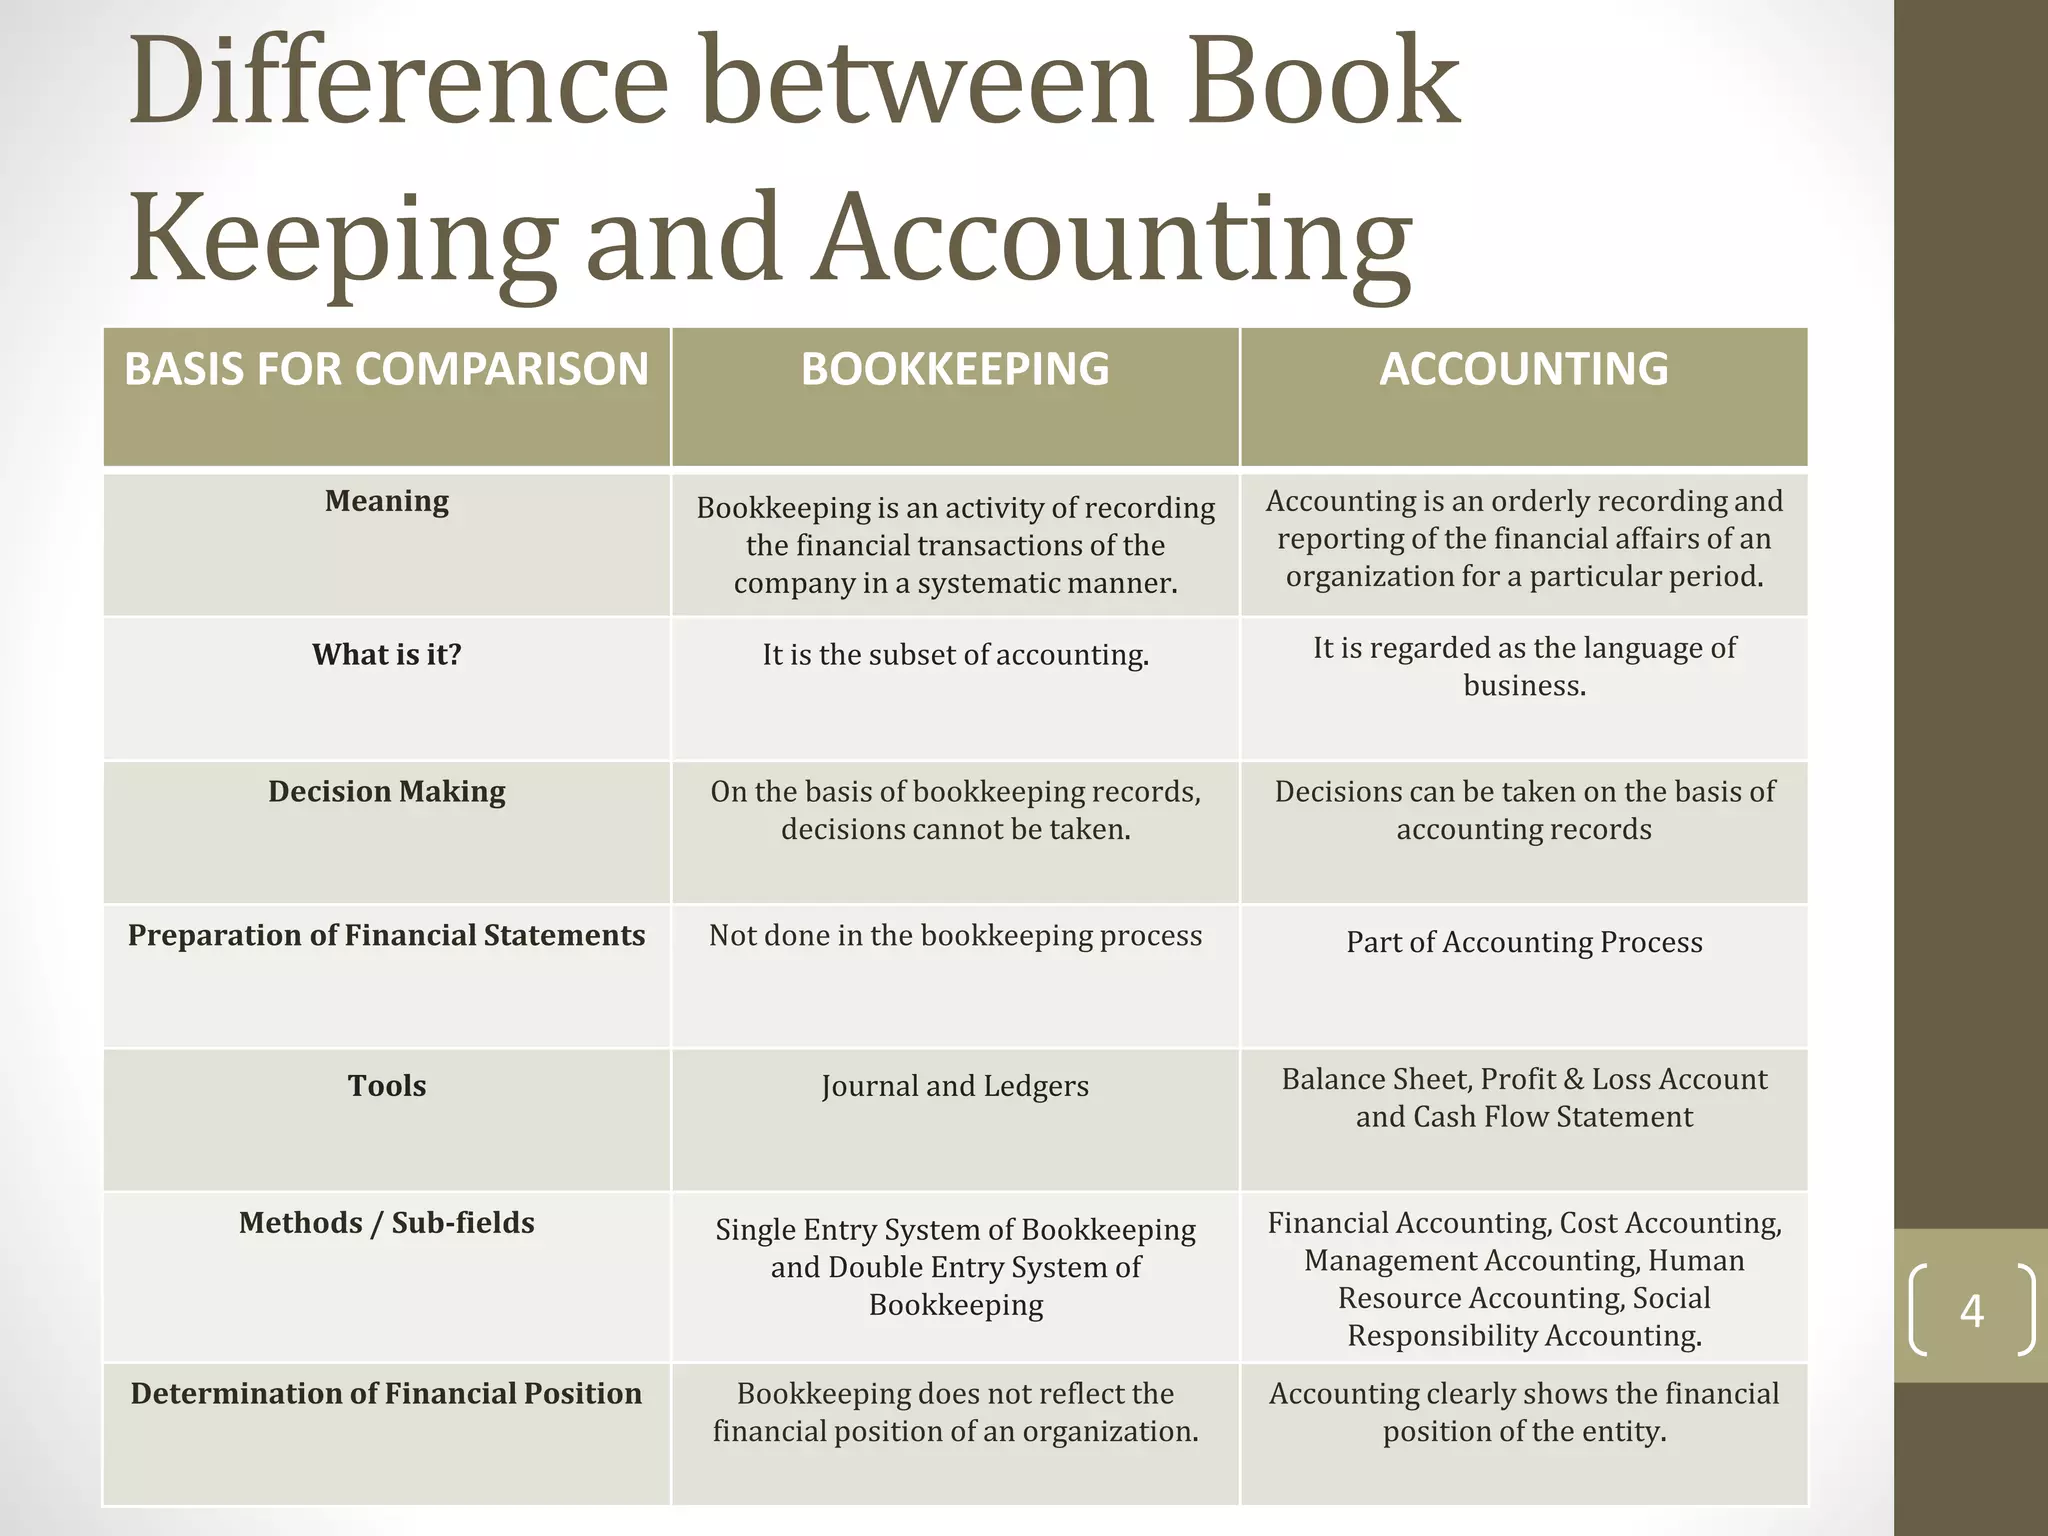 Difference between Book
Keeping and Accounting
BASIS FOR COMPARISON
BOOKKEEPING
ACCOUNTING
Meaning
Bookkeeping is an activity of recording
the financial transactions of the
company in a systematic manner.
Accounting is an orderly recording and
reporting of the financial affairs of an
organization for a particular period.
What is it?
It is the subset of accounting.
It is regarded as the language of
business.
Decision Making
On the basis of bookkeeping records,
decisions cannot be taken.
Decisions can be taken on the basis of
accounting records
Preparation of Financial Statements
Not done in the bookkeeping process
Part of Accounting Process
Tools
Journal and Ledgers
Balance Sheet, Profit & Loss Account
and Cash Flow Statement
Methods / Sub-fields
Single Entry System of Bookkeeping
and Double Entry System of
Bookkeeping
Financial Accounting, Cost Accounting,
Management Accounting, Human
Resource Accounting, Social
Responsibility Accounting.
Determination of Financial Position
Bookkeeping does not reflect the
financial position of an organization.
Accounting clearly shows the financial
position of the entity.
4